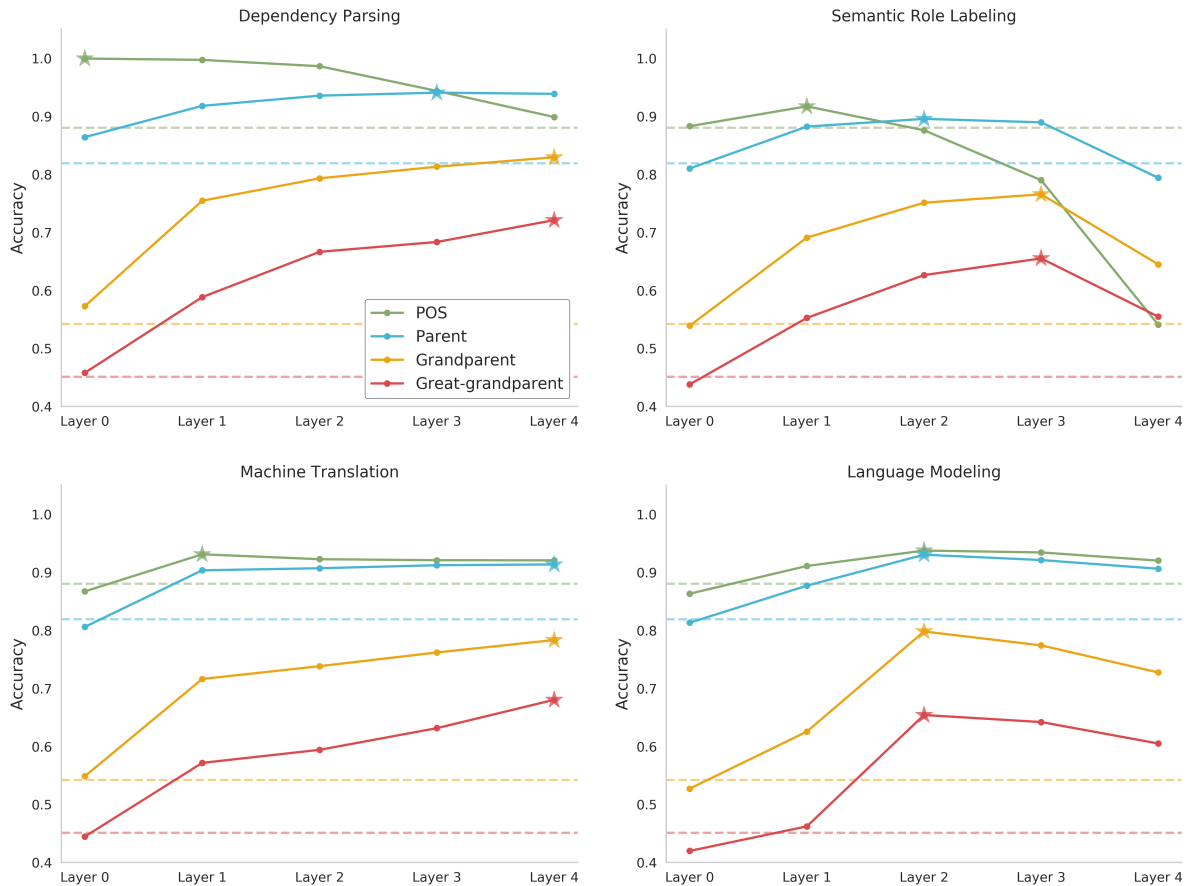 Dependency Parsing
Accuracy
1.0
0.9
0.8
0.7
0.6
0.5
0.4
POS
Parent
Grandparent
Great-grandparent
Layer 0 Layer 1 Layer 2 Layer 3 Layer 4
Semantic Role Labeling
Accuracy
1.0
0.9
0.8
0.7
0.6
0.5
0.4
Layer 0 Layer 1 Layer 2 Layer 3 Layer 4
Machine Translation
Accuracy
1.0
0.9
0.8
0.7
0.6
0.5
0.4
Layer 0 Layer 1 Layer 2 Layer 3 Layer 4
Language Modeling
Accuracy
1.0
0.9
0.8
0.7
0.6
0.5
0.4
Layer 0 Layer 1 Layer 2 Layer 3 Layer 4